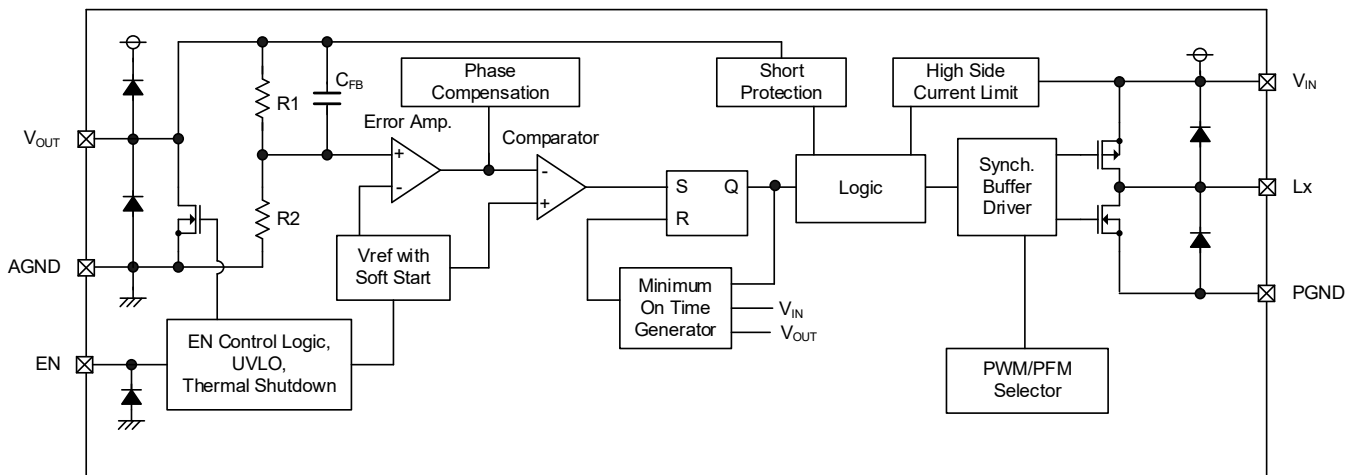 Phase
Compensation
Short
Protection
High Side
Current Limit
V_IN
C_FB
R1
Error Amp.
Comparator
V_OUT
+
-
-
+
S
Q
R
Logic
Synch.
Buffer
Driver
Lx
R2
AGND
Vref with
Soft Start
Minimum
On Time
Generator
V_IN
V_OUT
PGND
EN
EN Control Logic,
UVLO,
Thermal Shutdown
PWM/PFM
Selector